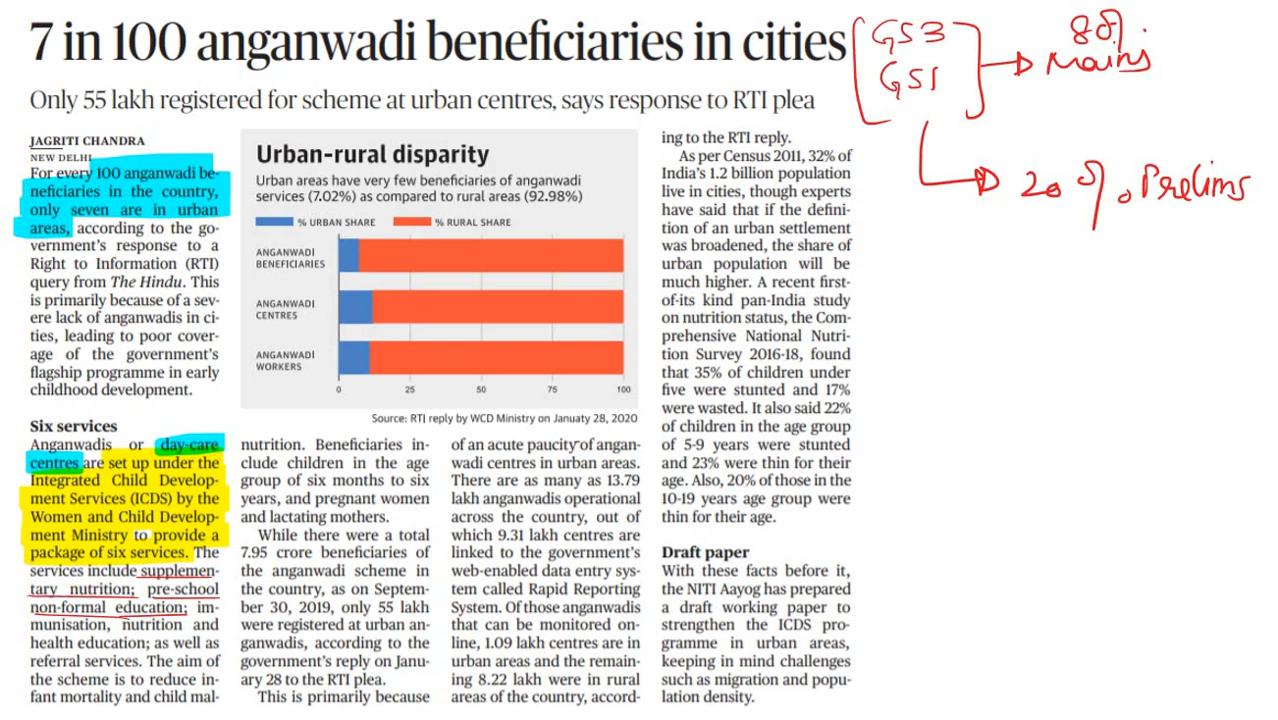 7 in 100 anganwadi beneficiaries in cities
Only 55 lakh registered for scheme at urban centres, says response to RTI plea
GS3
GS1
Mains
Prelims
JAGRITI CHANDRA
NEW DELHI
For every 100 anganwadi be-
neficiaries in the country,
only seven are in urban
areas, according to the go-
vernment's response to a
Right to Information (RTI)
query from The Hindu. This
is primarily because of a sev-
ere lack of anganwadis in ci-
ties, leading to poor cover-
age of the government's
flagship programme in early
childhood development.
Six services
Anganwadis or day-care
centres are set up under the
Integrated Child Develop-
ment Services (ICDS) by the
Women and Child Develop-
ment Ministry to provide a
package of six services. The
services include supplemen-
tary nutrition; pre-school
non-formal education; im-
munisation, nutrition and
health education; as well as
referral services. The aim of
the scheme is to reduce in-
fant mortality and child mal-
Urban-rural disparity
Urban areas have very few beneficiaries of anganwadi
services (7.02%) as compared to rural areas (92.98%)
% URBAN SHARE % RURAL SHARE
ANGANWADI
BENEFICIARIES
ANGANWADI
CENTRES
ANGANWADI
WORKERS
0 25 50 75 100
Source: RTI reply by WCD Ministry on Januaty 28, 2020
nutrition. Beneficiaries in-
clude children in the age
group of six months to six
years, and pregnant women
and lactating mothers.
While there were a total
7.95 crore beneficiaries of
the anganwadi scheme in
the country, as on Septem-
ber 30, 2019, only 55 lakh
were registered at urban an-
ganwadis, according to the
government's reply on Janu-
ary 28 to the RTI plea.
This is primarily because
of an acute paucity of angan-
wadi centres in urban areas.
There are as many as 13.79
lakh anganwadis operational
across the country, out of
which 9.31 lakh centres are
linked to the government's
web-enabled data entry sys-
tem called Rapid Reporting
System. Of those anganwadis
that can be monitored on-
line, 1.09 lakh centres are in
urban areas and the remain-
ing 8.22 lakh were in rural
areas of the country, accord-
ing to the RTI reply.
As per Census 2011, 32% of
India's 1.2 billion population
live in cities, though experts
have said that if the defini-
tion of an urban settlement
was broadened, the share of
urban population will be
much higher. A recent first-
of-its kind pan-India study
on nutrition status, the Com-
prehensive National Nutri-
tion Survey 2016-18, found
that 35% of children under
five were stunted and 17%
were wasted. It also said 22%
of children in the age group
of 5-9 years were stunted
and 23% were thin for their
age. Also, 20% of those in the
10-19 years age group were
thin for their age.
Draft paper
With these facts before it,
the NITI Aayog has prepared
a draft working paper to
strengthen the ICDS pro-
gramme in urban areas,
keeping in mind challenges
such as migration and popu-
lation density.